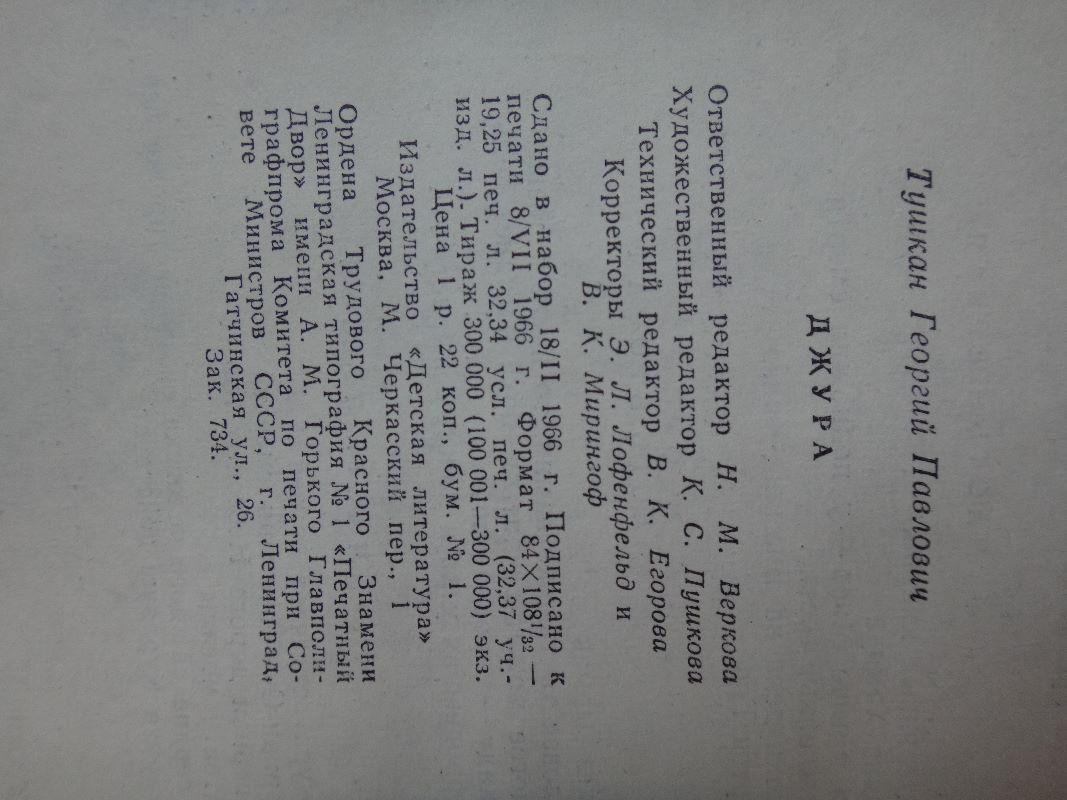 Тушкан Георгий Павлович
ДЖУРА
Ответственный редактор Н. М. Веркова
Художественный редактор К. С. Пушкова
Технический редактор В. К. Егорова
Корректоры Э. Л. Лофенфельд и
В. К. Мирингоф
Сдано в набор 18/II 1966 г. Подписано к
печати 8/VII 1966 г. Формат 84×108¹/₃₂ —
19,25 печ. л. 32,34 усл. печ. л. (32,37 уч.-
изд. л.). Тираж 300 000 (100 001—300 000) экз.
Цена 1 р. 22 коп., бум. № 1.
Издательство «Детская литература»
Москва, М. Черкасский пер., 1
Ордена Трудового Красного Знамени
Ленинградская типография № 1 «Печатный
Двор» имени А. М. Горького Главполи-
графпрома Комитета по печати при Со-
вете Министров СССР, г. Ленинград,
Гатчинская ул., 26.
Зак. 734.